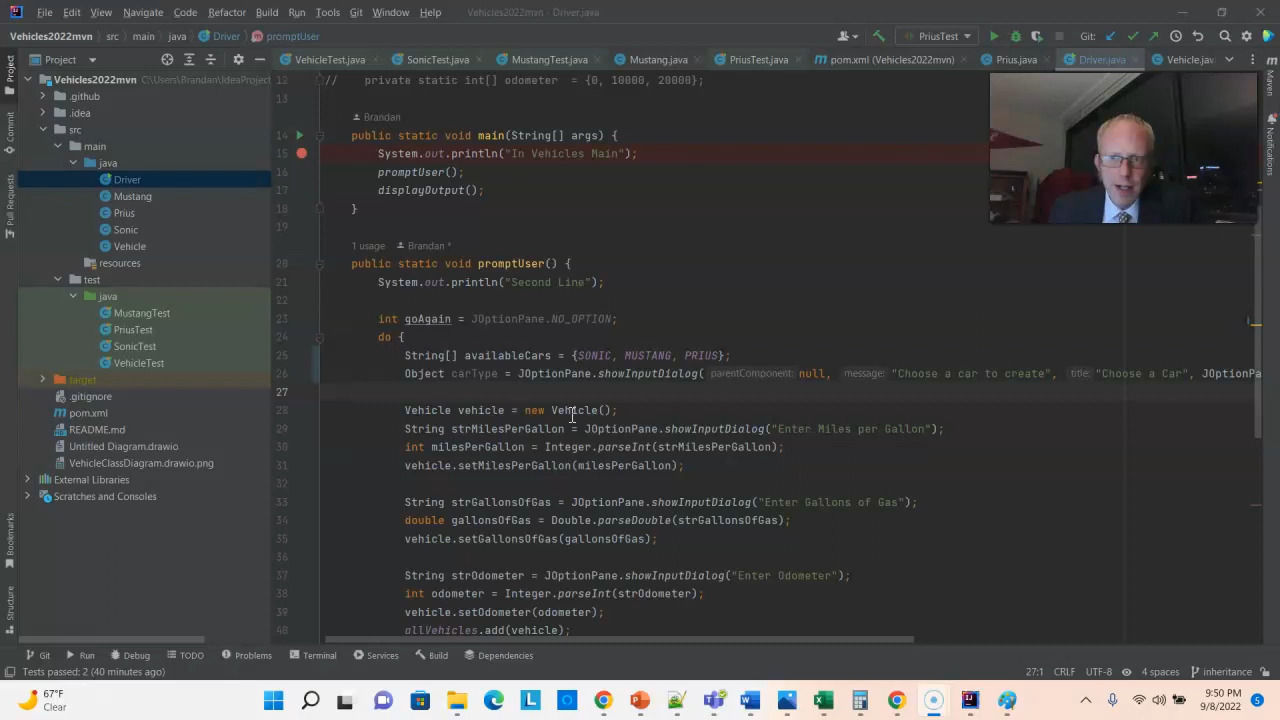 File Edit View Navigate Code Refactor Build Run Tools Git Window Help Vehicles2022mvn - Driver.java
Vehicles2022mvn src main java Driver promptUser PriusTest Git:
Project VehicleTest.java SonicTest.java MustangTest.java Mustang.java PriusTest.java pom.xml (Vehicles2022mvn) Prius.java Driver.java Vehicle.java
Project
Commit
Pull Requests
Bookmarks
Structure
Vehicles2022mvn C:\Users\Brandan\IdeaProject
.github
.idea
src
main
java
Driver
Mustang
Prius
Sonic
Vehicle
resources
test
java
MustangTest
PriusTest
SonicTest
VehicleTest
target
.gitignore
pom.xml
README.md
Untitled Diagram.drawio
VehicleClassDiagram.drawio.png
External Libraries
Scratches and Consoles
12 // private static int[] odometer = {0, 10000, 20000};
13
Brandan
14 public static void main(String[] args) {
15 System.out.println("In Vehicles Main");
16 promptUser();
17 displayOutput();
18 }
19
1 usage Brandan *
20 public static void promptUser() {
21 System.out.println("Second Line");
22
23 int goAgain = JOptionPane.NO_OPTION;
24 do {
25 String[] availableCars = {SONIC, MUSTANG, PRIUS};
26 Object carType = JOptionPane.showInputDialog( parentComponent: null, message: "Choose a car to create", title: "Choose a Car", JOptionPa
27
28 Vehicle vehicle = new Vehicle();
29 String strMilesPerGallon = JOptionPane.showInputDialog("Enter Miles per Gallon");
30 int milesPerGallon = Integer.parseInt(strMilesPerGallon);
31 vehicle.setMilesPerGallon(milesPerGallon);
32
33 String strGallonsOfGas = JOptionPane.showInputDialog("Enter Gallons of Gas");
34 double gallonsOfGas = Double.parseDouble(strGallonsOfGas);
35 vehicle.setGallonsOfGas(gallonsOfGas);
36
37 String strOdometer = JOptionPane.showInputDialog("Enter Odometer");
38 int odometer = Integer.parseInt(strOdometer);
39 vehicle.setOdometer(odometer);
40 allVehicles.add(vehicle);
Maven
Notifications
Git Run Debug TODO Problems Terminal Services Build Dependencies
Tests passed: 2 (40 minutes ago) 27:1 CRLF UTF-8 4 spaces inheritance
67°F
Clear
9:50 PM
9/8/2022
5